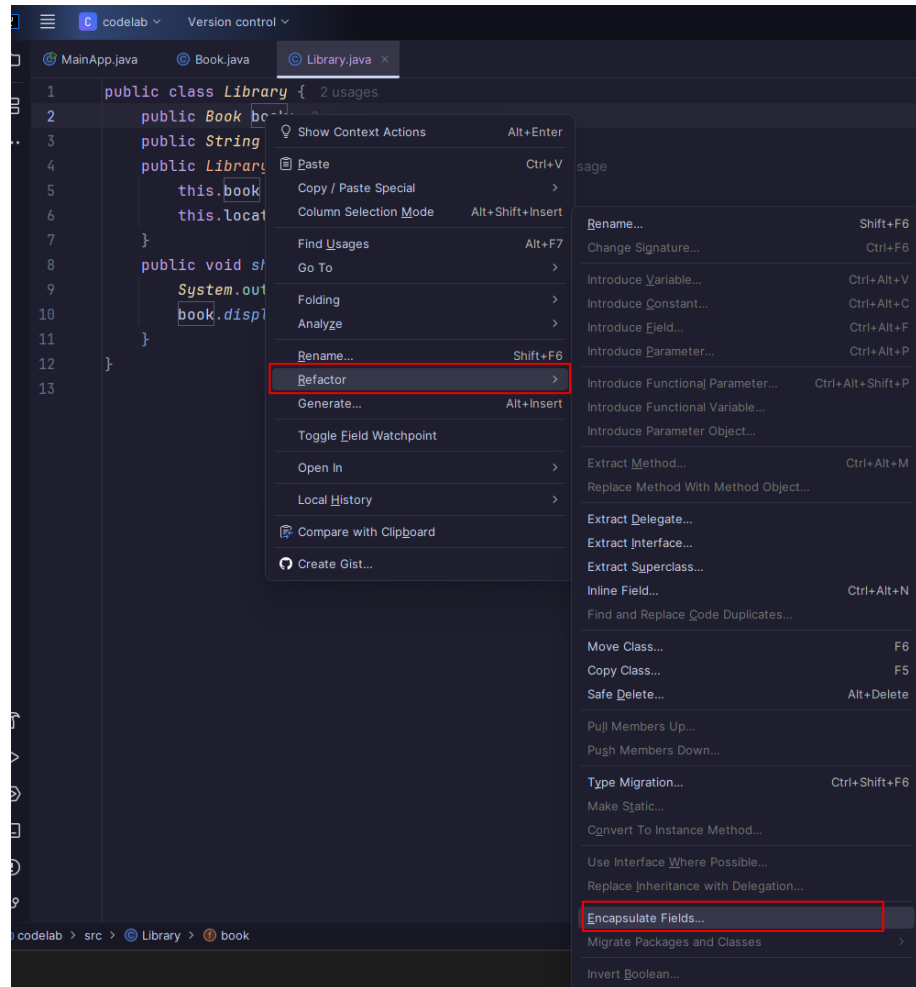 C codelab Version control
MainApp.java © Book.java © Library.java ×
1 public class Library { 2 usages
2 public Book book
3 public String
4 public Library sage
5 this.book
6 this.locat
7 }
8 public void sh
9 System.out
10 book.displ
11 }
12 }
13
Show Context Actions Alt+Enter
Paste Ctrl+V
Copy / Paste Special
Column Selection Mode Alt+Shift+Insert
Find Usages Alt+F7
Go To
Folding
Analyze
Rename... Shift+F6
Refactor
Generate... Alt+Insert
Toggle Field Watchpoint
Open In
Local History
Compare with Clipboard
Create Gist...
Rename... Shift+F6
Change Signature... Ctrl+F6
Introduce Variable... Ctrl+Alt+V
Introduce Constant... Ctrl+Alt+C
Introduce Field... Ctrl+Alt+F
Introduce Parameter... Ctrl+Alt+P
Introduce Functional Parameter... Ctrl+Alt+Shift+P
Introduce Functional Variable...
Introduce Parameter Object...
Extract Method... Ctrl+Alt+M
Replace Method With Method Object...
Extract Delegate...
Extract Interface...
Extract Superclass...
Inline Field... Ctrl+Alt+N
Find and Replace Code Duplicates...
Move Class... F6
Copy Class... F5
Safe Delete... Alt+Delete
Pull Members Up...
Push Members Down...
Type Migration... Ctrl+Shift+F6
Make Static...
Convert To Instance Method...
Use Interface Where Possible...
Replace Inheritance with Delegation...
Encapsulate Fields...
Migrate Packages and Classes
Invert Boolean...
codelab > src > © Library > f book